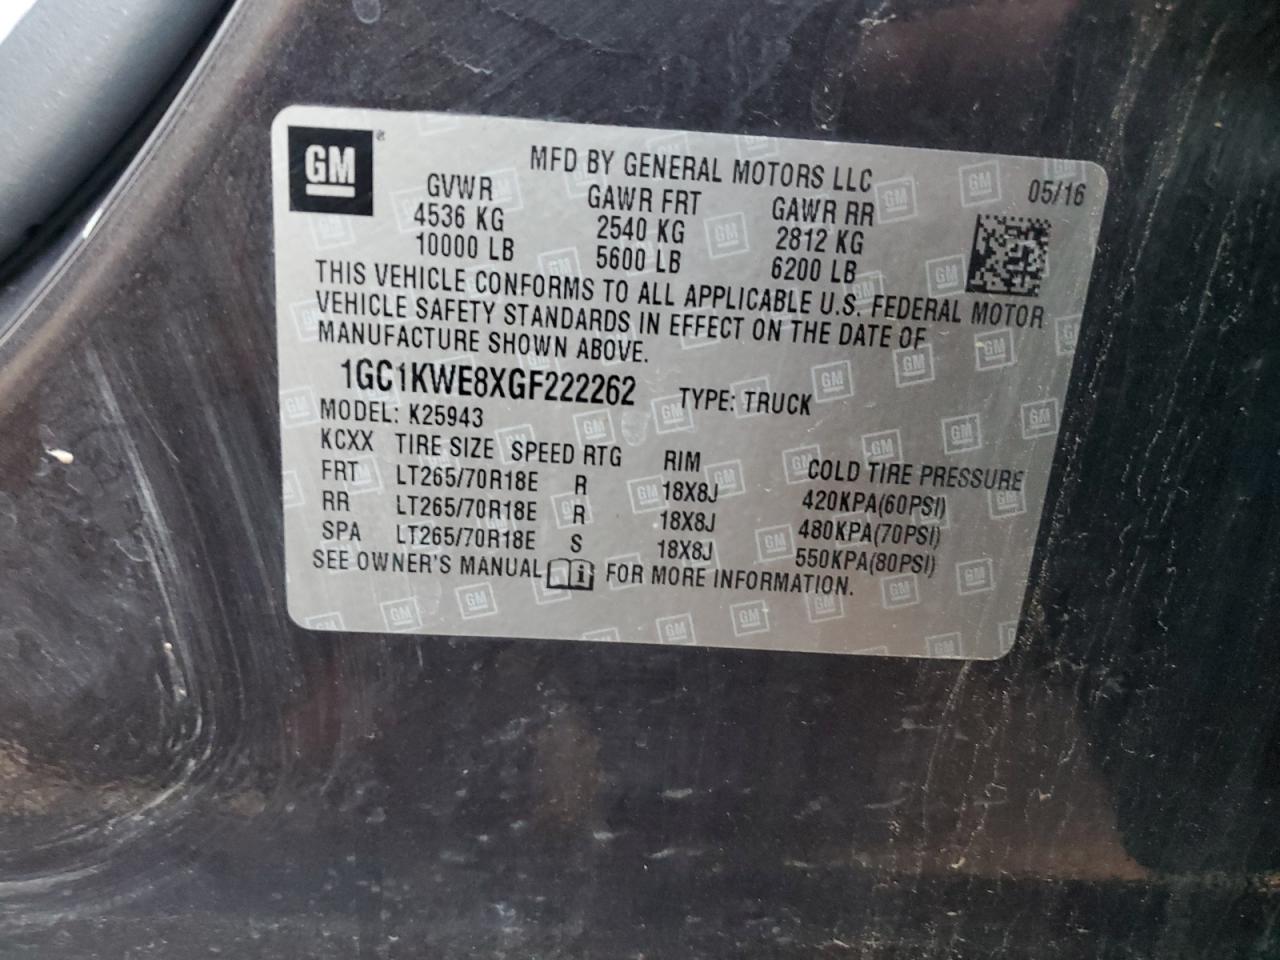 GM®
MFD BY GENERAL MOTORS LLC
05/16
GVWR GAWR FRT GAWR RR
4536 KG 2540 KG 2812 KG
10000 LB 5600 LB 6200 LB
THIS VEHICLE CONFORMS TO ALL APPLICABLE U.S. FEDERAL MOTOR
VEHICLE SAFETY STANDARDS IN EFFECT ON THE DATE OF
MANUFACTURE SHOWN ABOVE.
1GC1KWE8XGF222262 TYPE: TRUCK
MODEL: K25943
KCXX TIRE SIZE SPEED RTG RIM COLD TIRE PRESSURE
FRT LT265/70R18E R 18X8J 420KPA(60PSI)
RR LT265/70R18E R 18X8J 480KPA(70PSI)
SPA LT265/70R18E S 18X8J 550KPA(80PSI)
SEE OWNER'S MANUAL i FOR MORE INFORMATION.